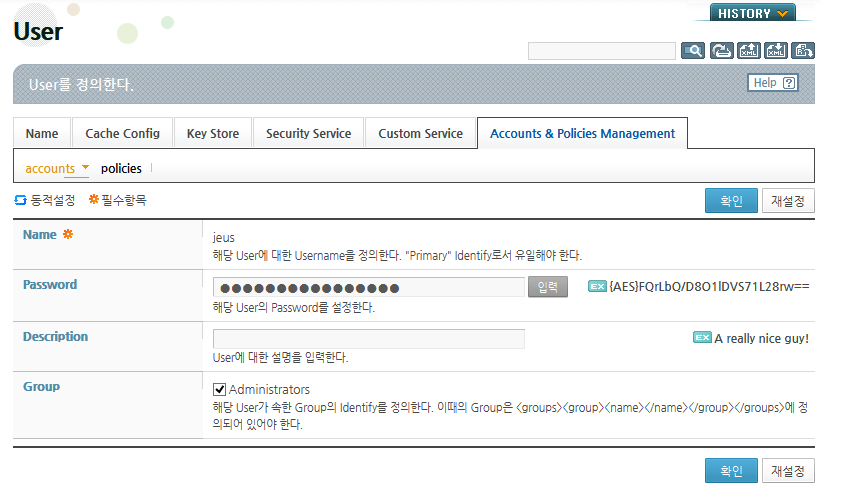 HISTORY
User
User를 정의한다.
Help ?
Name Cache Config Key Store Security Service Custom Service Accounts & Policies Management
accounts policies
동적설정 필수항목 확인 재설정
Name jeus
해당 User에 대한 Username을 정의한다. "Primary" Identify로서 유일해야 한다.
Password ●●●●●●●●●●●●●●●● 입력 EX {AES}FQrLbQ/D8O1lDVS71L28rw==
해당 User의 Password를 설정한다.
Description EX A really nice guy!
User에 대한 설명을 입력한다.
Group Administrators
해당 User가 속한 Group의 Identify를 정의한다. 이때의 Group은 <groups><group><name></name></group></groups>에 정
의되어 있어야 한다.
확인 재설정